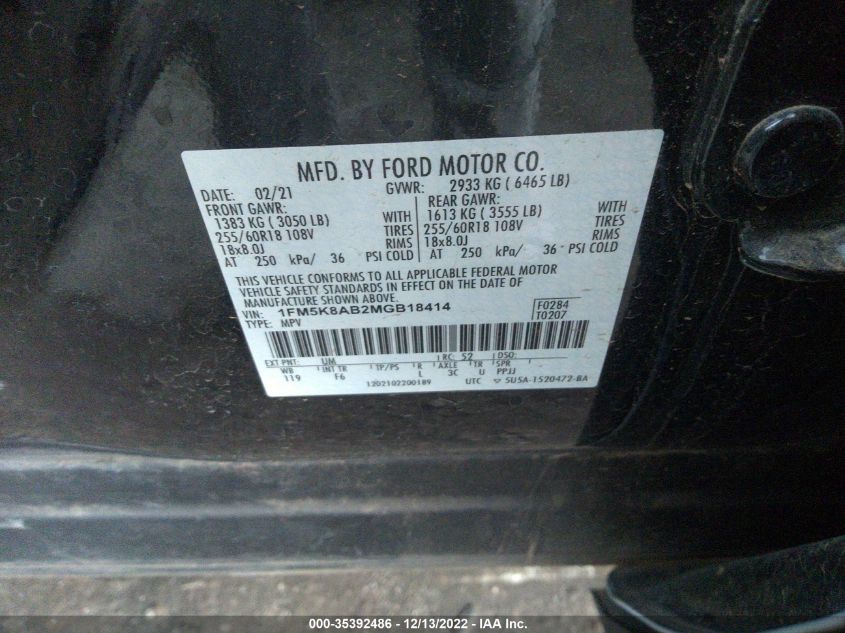 MFD. BY FORD MOTOR CO.
DATE: 02/21 GVWR: 2933 KG ( 6465 LB)
FRONT GAWR: REAR GAWR:
1383 KG ( 3050 LB) WITH 1613 KG ( 3555 LB) WITH
255/60R18 108V TIRES 255/60R18 108V TIRES
18x8.0J RIMS 18x8.0J RIMS
AT 250 kPa/ 36 PSI COLD AT 250 kPa/ 36 PSI COLD
THIS VEHICLE CONFORMS TO ALL APPLICABLE FEDERAL MOTOR
VEHICLE SAFETY STANDARDS IN EFFECT ON THE DATE OF
MANUFACTURE SHOWN ABOVE.
VIN: 1FM5K8AB2MGB18414 F0284
TYPE: MPV T0207
EXT PNT: UM RC: 52 DSO:
WB INT TR TP/PS R AXLE TR SPR
119 F6 L 3C U PPJJ
1202102200189 UTC ▽ 5U5A-1520472-BA
000-35392486 - 12/13/2022 - IAA Inc.